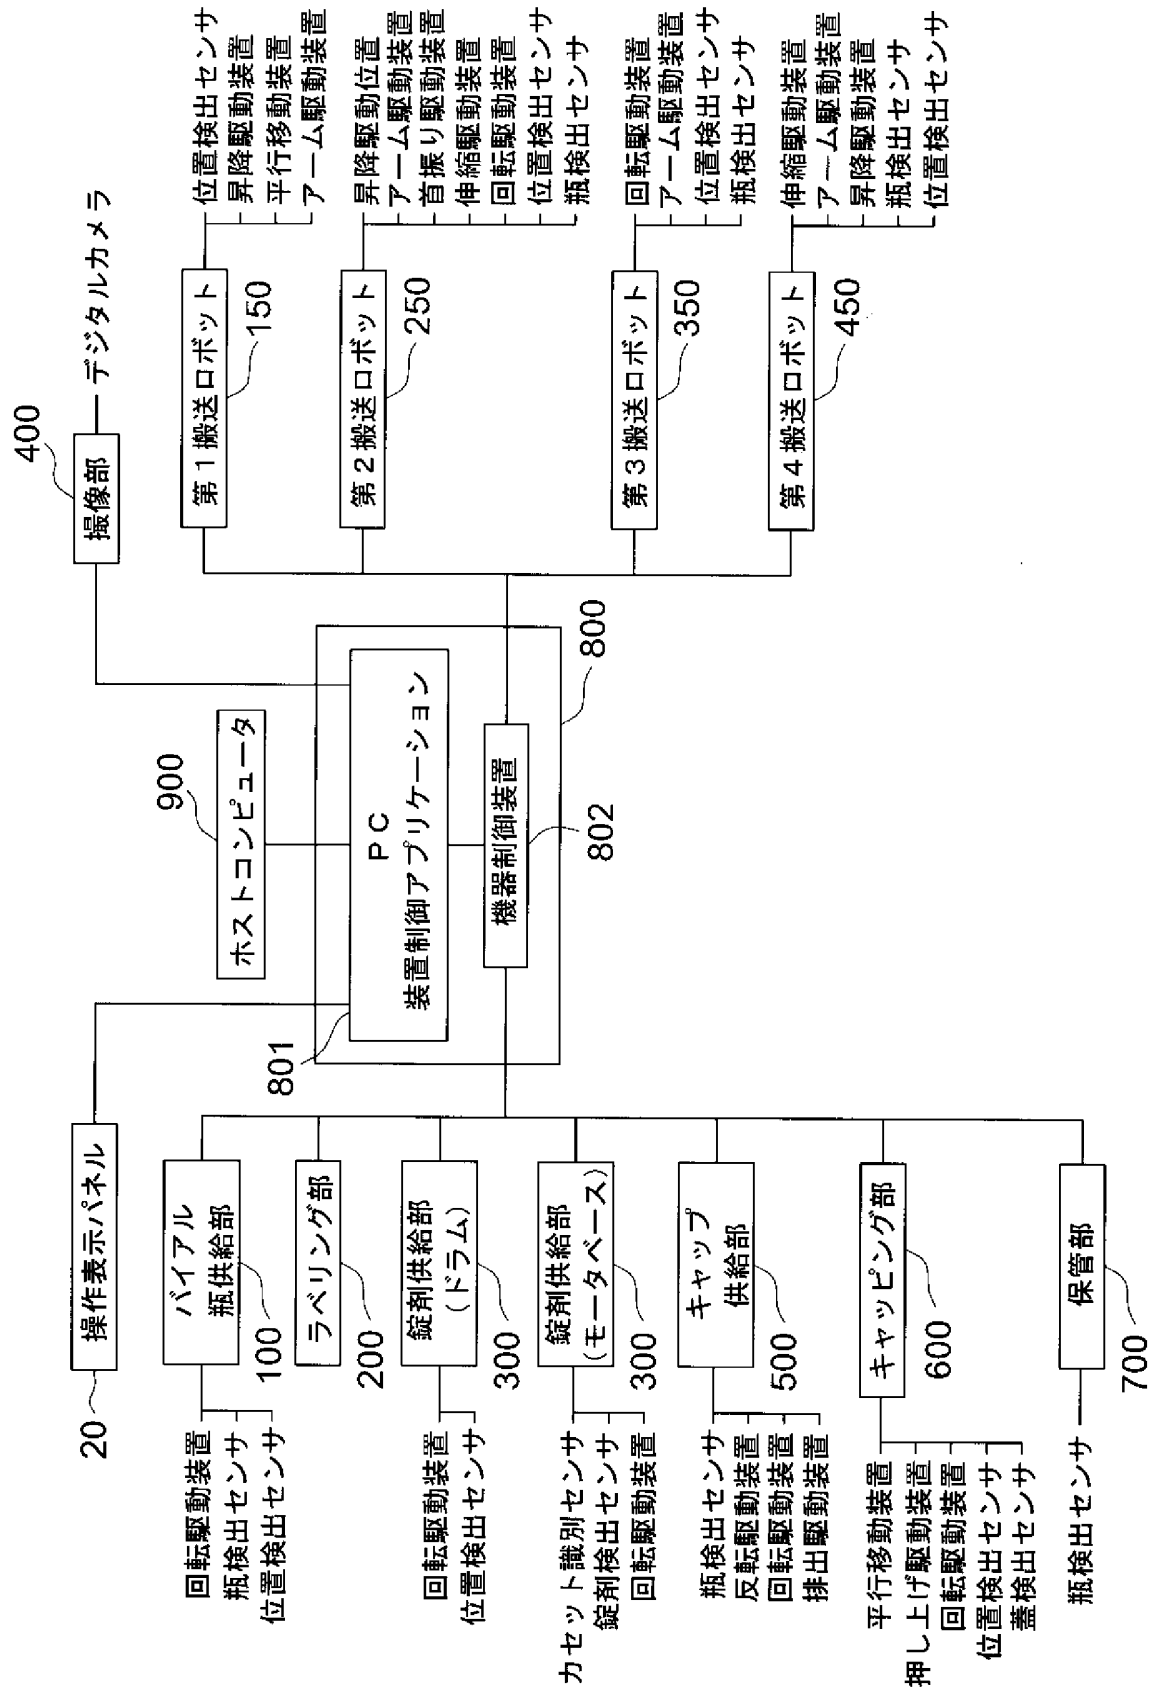 操作表示パネル
20
ホストコンピュータ
900
撮像部
400
デジタルカメラ
PC
装置制御アプリケーション
801
機器制御装置
802
800
回転駆動装置
瓶検出センサ
位置検出センサ
バイアル
瓶供給部
100
ラベリング部
200
回転駆動装置
位置検出センサ
錠剤供給部
(ドラム)
300
カセット識別センサ
錠剤検出センサ
回転駆動装置
錠剤供給部
(モータベース)
300
瓶検出センサ
反転駆動装置
回転駆動装置
排出駆動装置
キャップ
供給部
500
平行移動装置
押し上げ駆動装置
回転駆動装置
位置検出センサ
蓋検出センサ
キャッピング部
600
瓶検出センサ
保管部
700
第1搬送ロボット
150
位置検出センサ
昇降駆動装置
平行移動装置
アーム駆動装置
第2搬送ロボット
250
昇降駆動位置
アーム駆動装置
首振り駆動装置
伸縮駆動装置
回転駆動装置
位置検出センサ
瓶検出センサ
第3搬送ロボット
350
回転駆動装置
アーム駆動装置
位置検出センサ
瓶検出センサ
第4搬送ロボット
450
伸縮駆動装置
アーム駆動装置
昇降駆動装置
瓶検出センサ
位置検出センサ